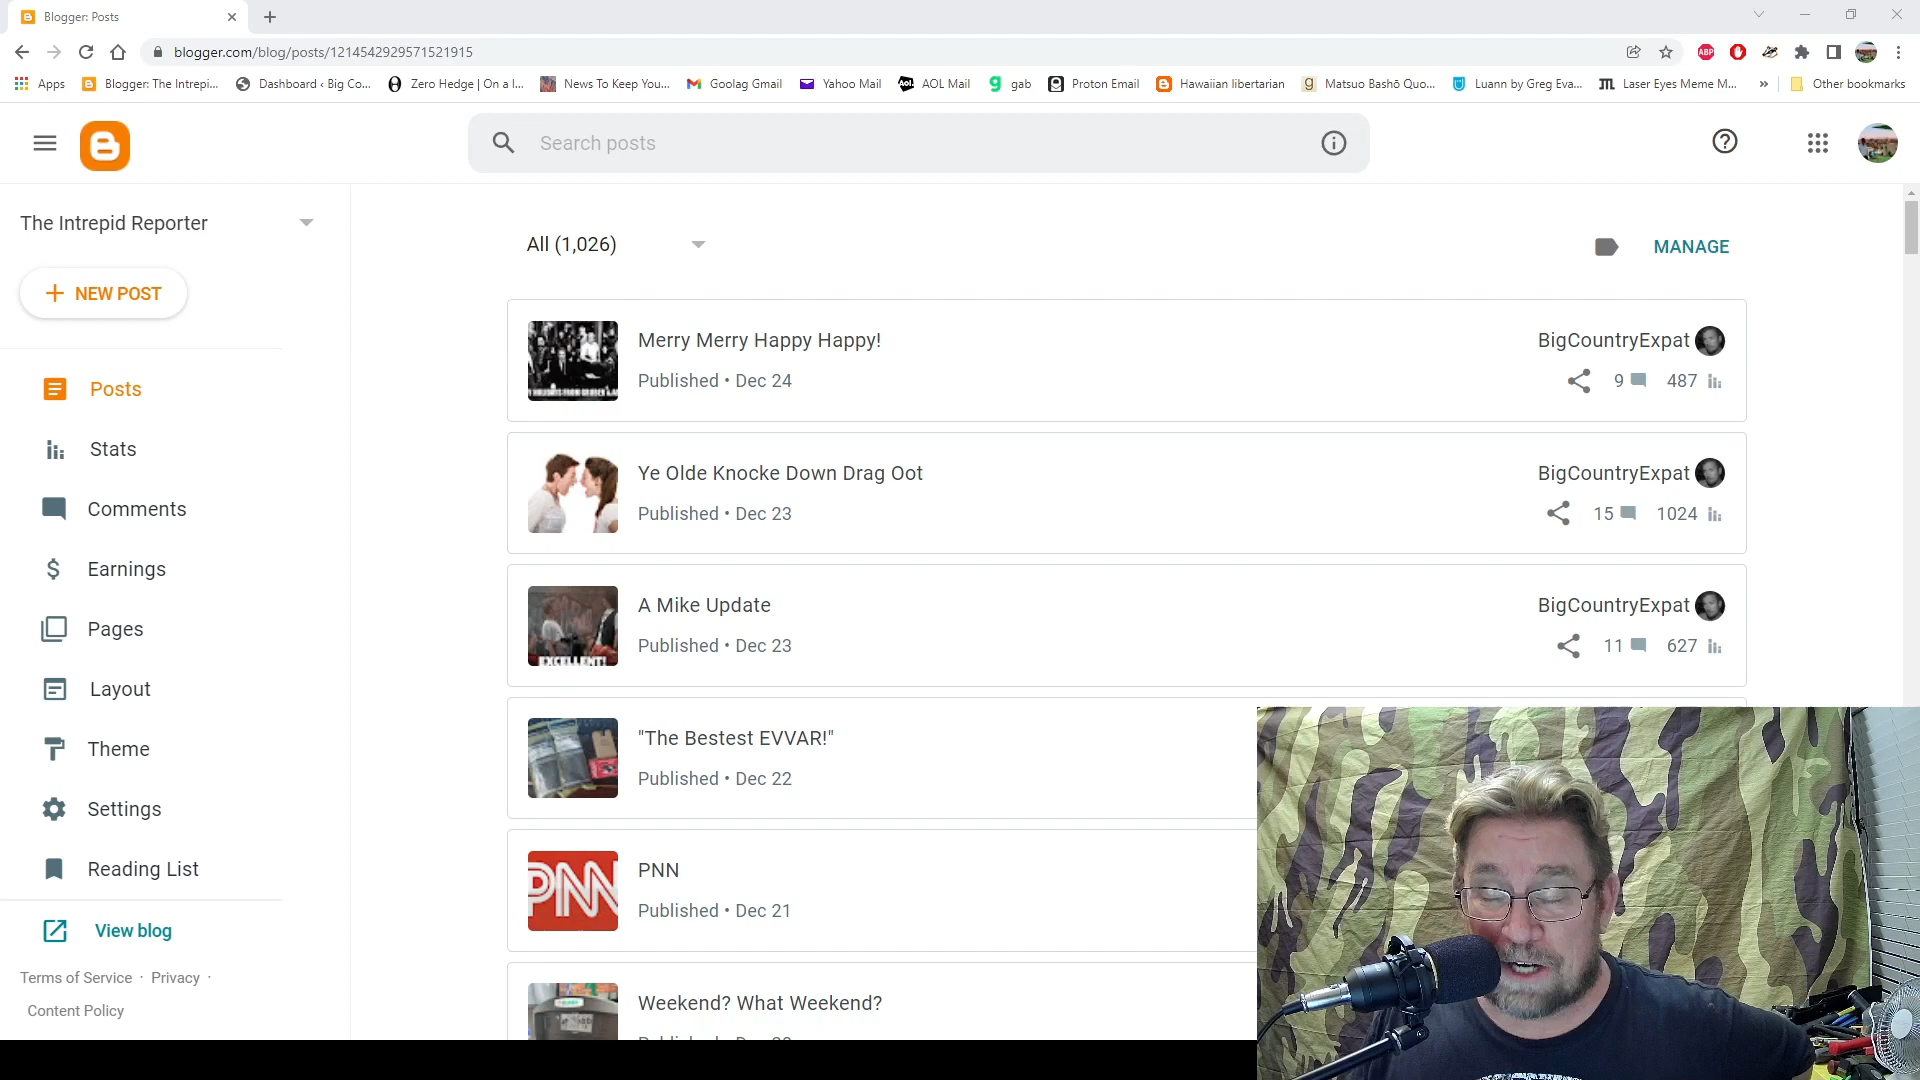 Blogger: Posts
blogger.com/blog/posts/1214542929571521915
ABP
Apps
Blogger: The Intrepi...
Dashboard ‹ Big Co...
Zero Hedge | On a l...
News To Keep You...
Goolag Gmail
Yahoo Mail
Aol.
AOL Mail
gab
Proton Email
Hawaiian libertarian
Matsuo Bashō Quo...
Luann by Greg Eva...
Laser Eyes Meme M...
»
Other bookmarks
Search posts
The Intrepid Reporter
All (1,026)
MANAGE
NEW POST
Merry Merry Happy Happy!
BigCountryExpat
Published • Dec 24
9
487
Posts
Stats
Ye Olde Knocke Down Drag Oot
BigCountryExpat
Published • Dec 23
15
1024
Comments
Earnings
A Mike Update
BigCountryExpat
Published • Dec 23
11
627
EXCELLENT!
Pages
Layout
Theme
"The Bestest EVVAR!"
Published • Dec 22
Settings
Reading List
PNN
PNN
Published • Dec 21
View blog
Terms of Service · Privacy ·
Content Policy
Weekend? What Weekend?